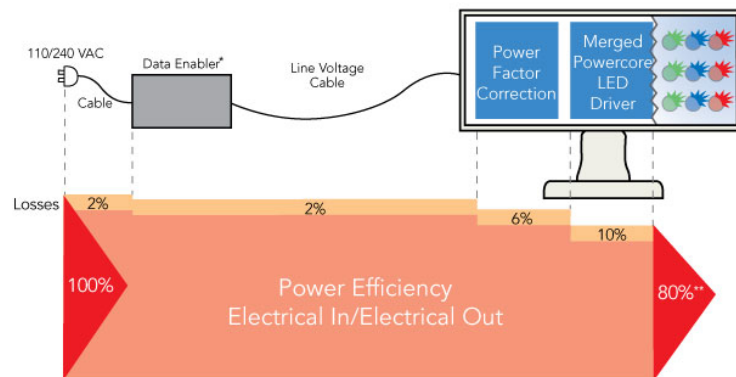 110/240 VAC
Cable
Data Enabler*
Line Voltage
Cable
Power
Factor
Correction
Merged
Powercore
LED
Driver
Losses
2%
2%
6%
10%
100%
Power Efficiency
Electrical In/Electrical Out
80%**